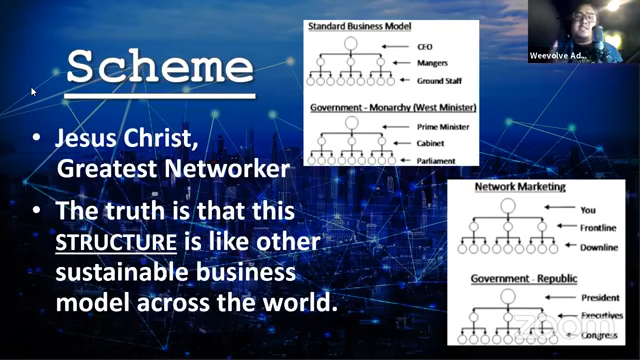 Scheme
• Jesus Christ,
Greatest Networker
• The truth is that this
STRUCTURE is like other
sustainable business
model across the world.
Standard Business Model
CEO
Mangers
Ground Staff
Government - Monarchy (West Minister)
Prime Minister
Cabinet
Parliament
Weevolve Ad...
Network Marketing
You
Frontline
Downline
Government - Republic
President
Executives
Congress
zoom